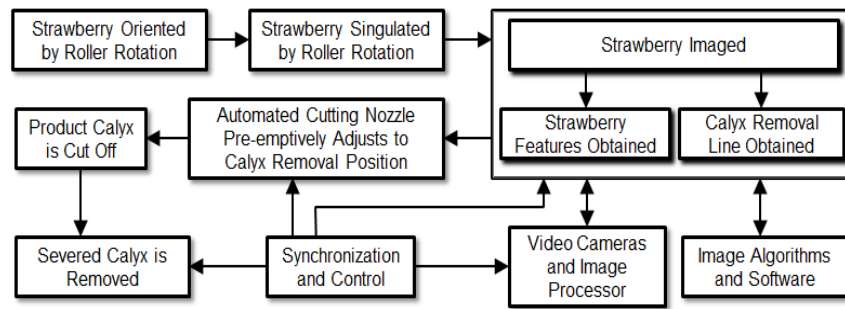 Strawberry Oriented
by Roller Rotation
Strawberry Singulated
by Roller Rotation
Strawberry Imaged
Strawberry
Features Obtained
Calyx Removal
Line Obtained
Automated Cutting Nozzle
Pre-emptively Adjusts to
Calyx Removal Position
Product Calyx
is Cut Off
Severed Calyx is
Removed
Synchronization
and Control
Video Cameras
and Image
Processor
Image Algorithms
and Software